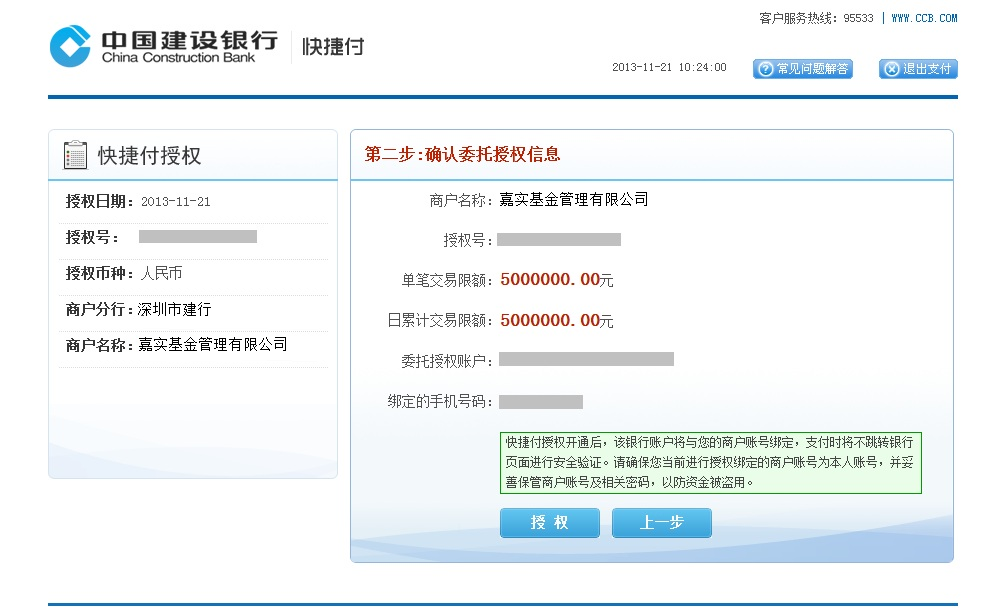 客户服务热线：95533 | WWW.CCB.COM
中国建设银行 快捷付
China Construction Bank
2013-11-21 10:24:00 常见问题解答 退出支付
快捷付授权
授权日期：2013-11-21
授权号：
授权币种：人民币
商户分行：深圳市建行
商户名称：嘉实基金管理有限公司
第二步：确认委托授权信息
商户名称：嘉实基金管理有限公司
授权号：
单笔交易限额：5000000.00元
日累计交易限额：5000000.00元
委托授权账户：
绑定的手机号码：
快捷付授权开通后，该银行账户将与您的商户账号绑定，支付时将不跳转银行
页面进行安全验证。请确保您当前进行授权绑定的商户账号为本人账号，并妥
善保管商户账号及相关密码，以防资金被盗用。
授 权 上一步